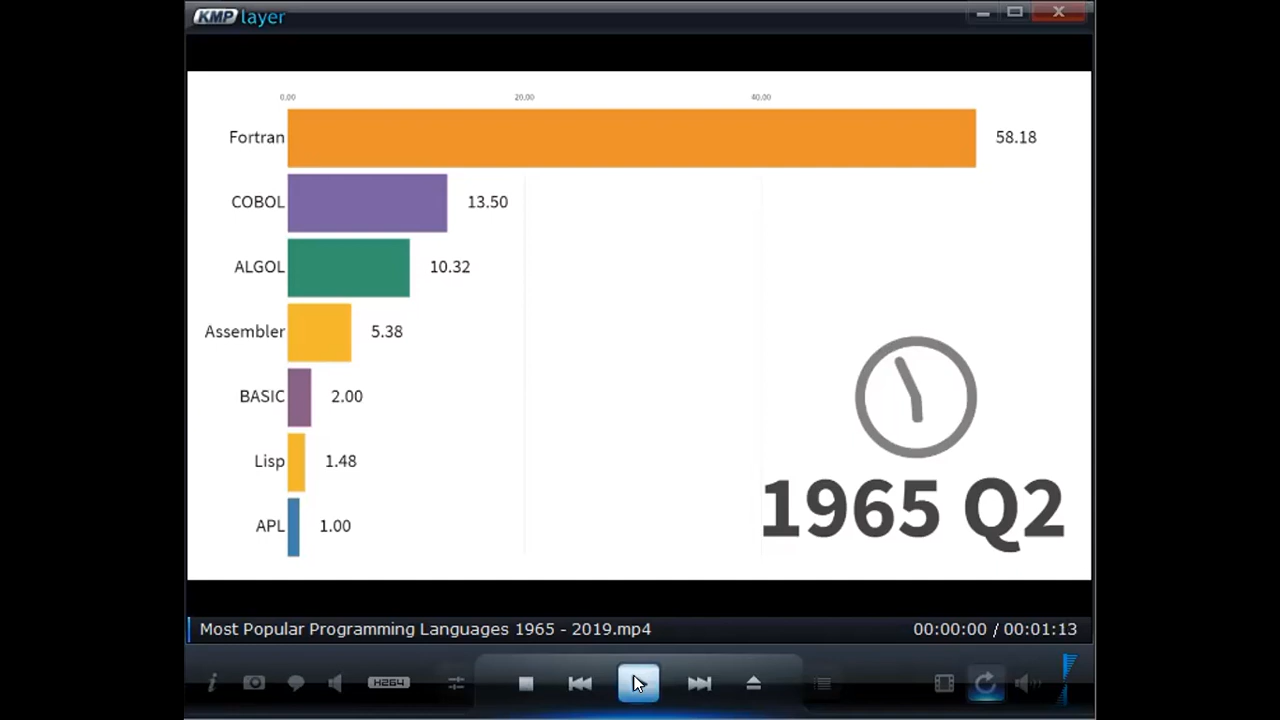 KMPlayer
0.00 20.00 40.00
Fortran 58.18
COBOL 13.50
ALGOL 10.32
Assembler 5.38
BASIC 2.00
Lisp 1.48
APL 1.00
1965 Q2
Most Popular Programming Languages 1965 - 2019.mp4 00:00:00 / 00:01:13
i H264